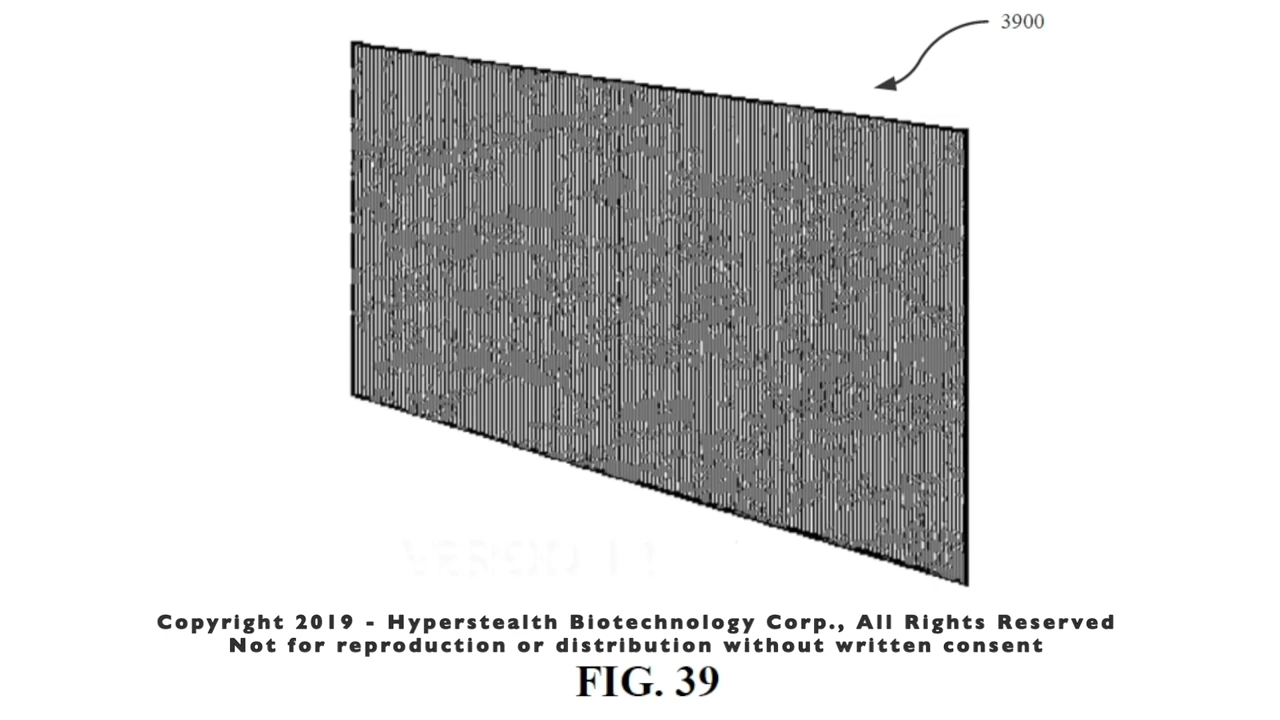 3900
Copyright 2019 - Hyperstealth Biotechnology Corp., All Rights Reserved
Not for reproduction or distribution without written consent
FIG. 39